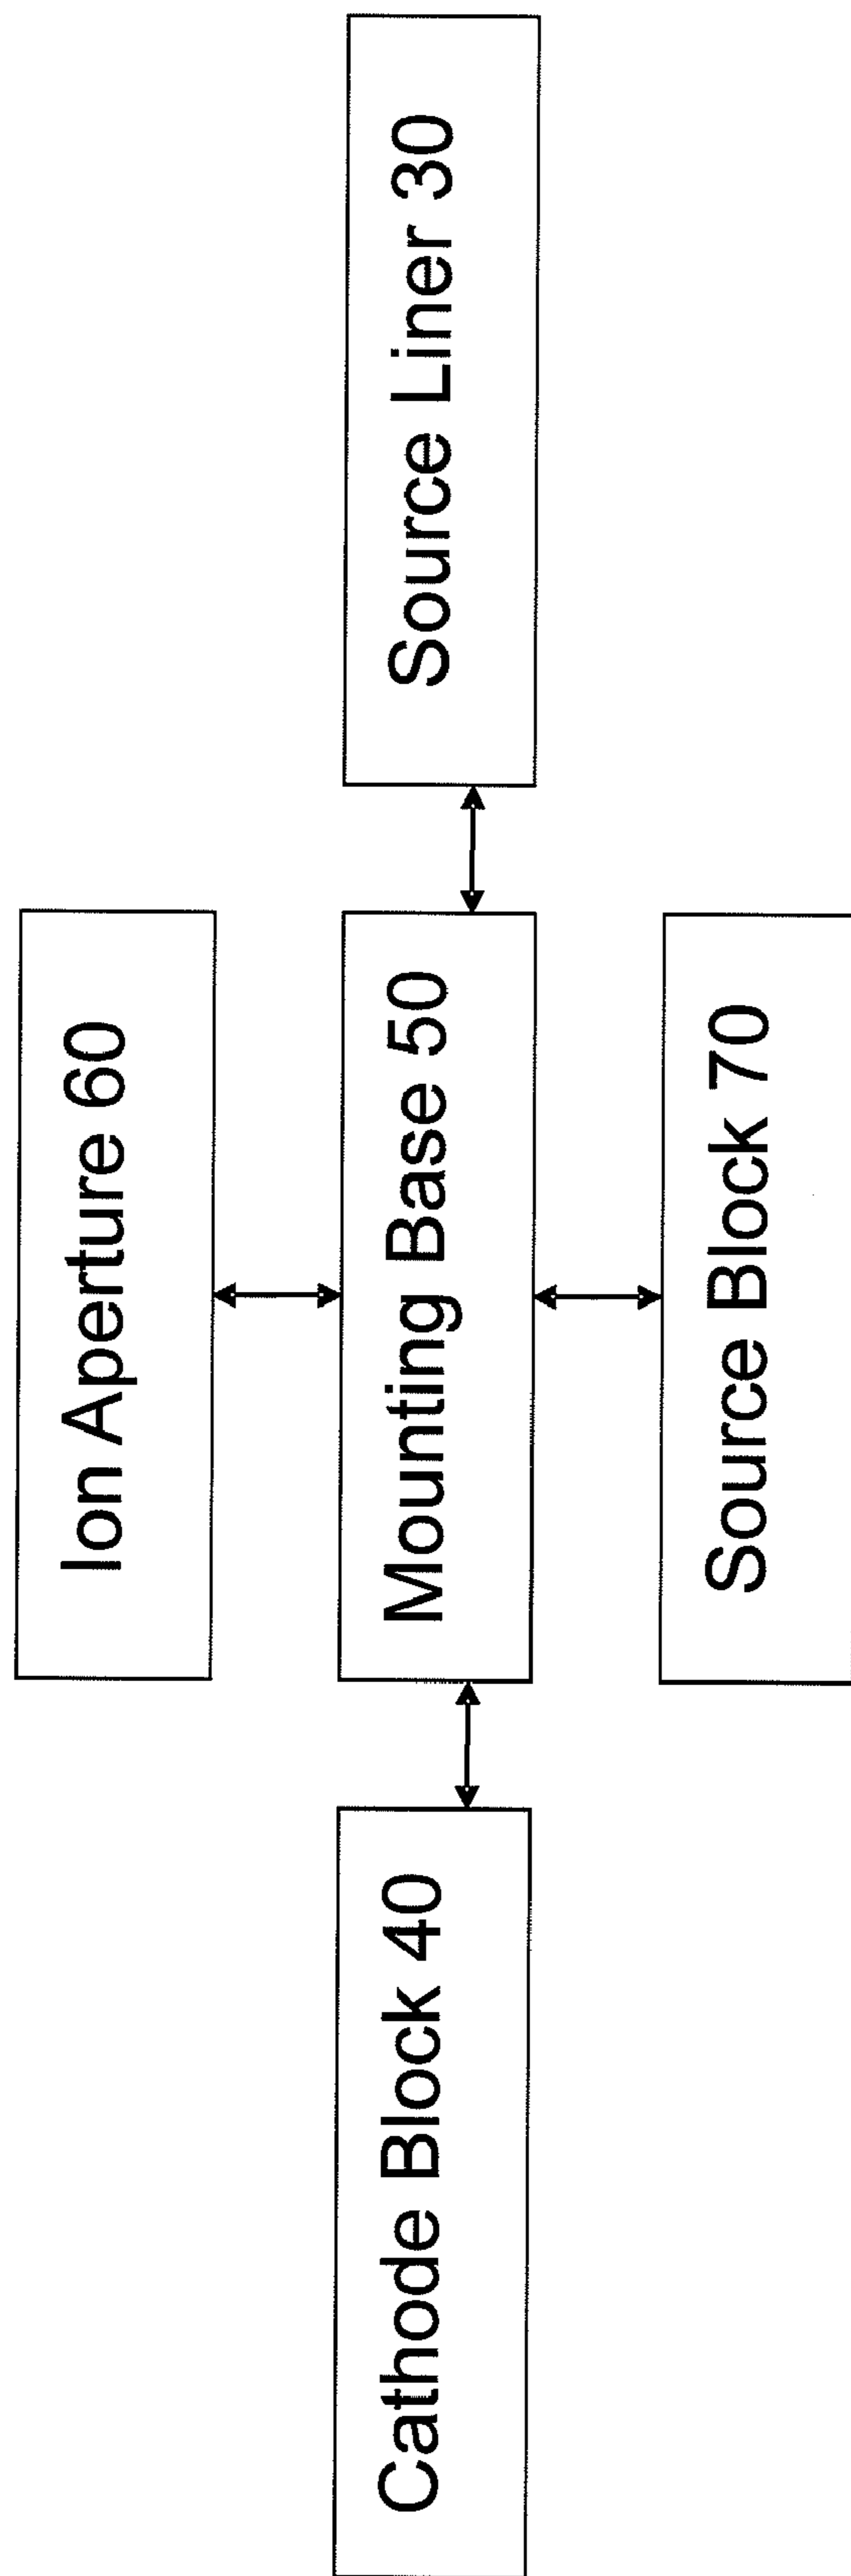 Ion Aperture 60
Cathode Block 40
Mounting Base 50
Source Liner 30
Source Block 70